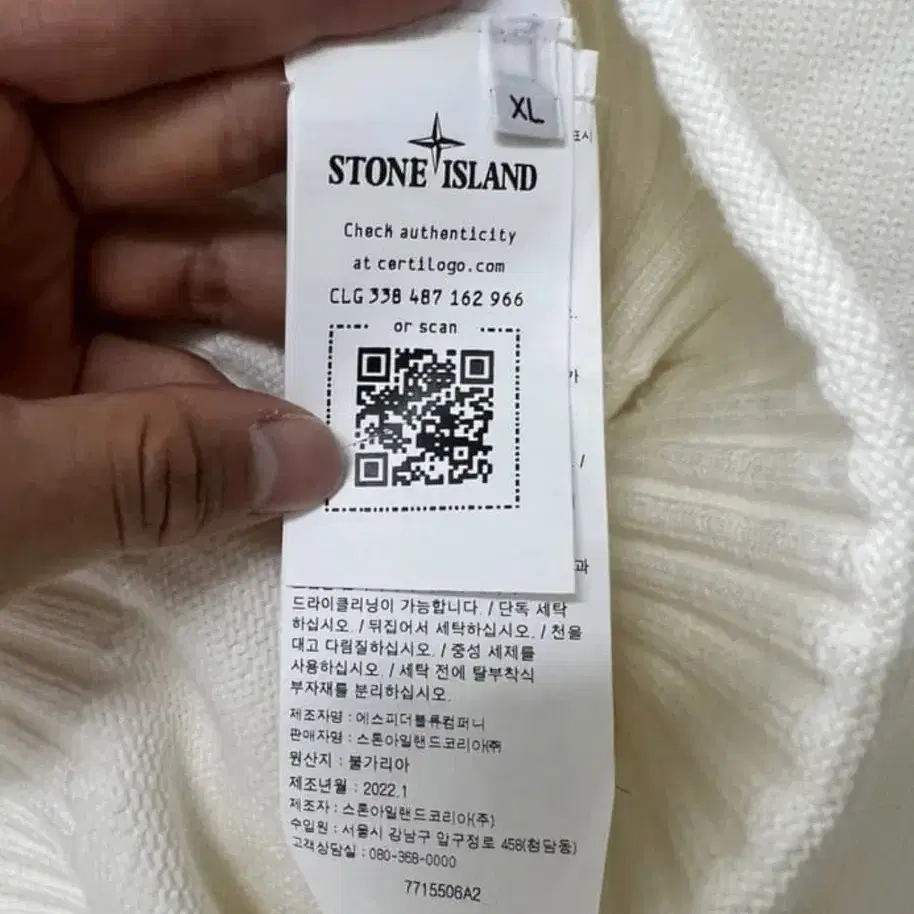 XL
표시
STONE ISLAND
Check authenticity
at certilogo.com
CLG 338 487 162 966
or scan
드라이클리닝이 가능합니다. / 단독 세탁
하십시오. / 뒤집어서 세탁하십시오. / 천을
대고 다림질하십시오. / 중성 세제를
사용하십시오. / 세탁 전에 탈부착식
부자재를 분리하십시오.
제조자명 : 에스피더블류컴퍼니
판매자명 : 스톤아일랜드코리아㈜
원산지 : 불가리아
제조년월 : 2022.1
제조자 : 스톤아일랜드코리아(주)
수입원 : 서울시 강남구 압구정로 458(청담동)
고객상담실 : 080-368-0000
7715506A2